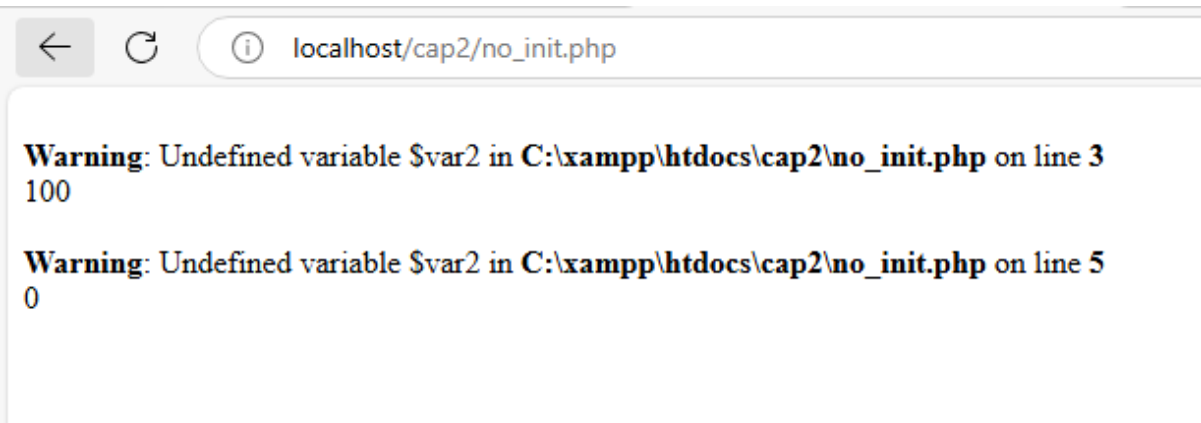 localhost/cap2/no_init.php
Warning: Undefined variable $var2 in C:\xampp\htdocs\cap2\no_init.php on line 3
100
Warning: Undefined variable $var2 in C:\xampp\htdocs\cap2\no_init.php on line 5
0